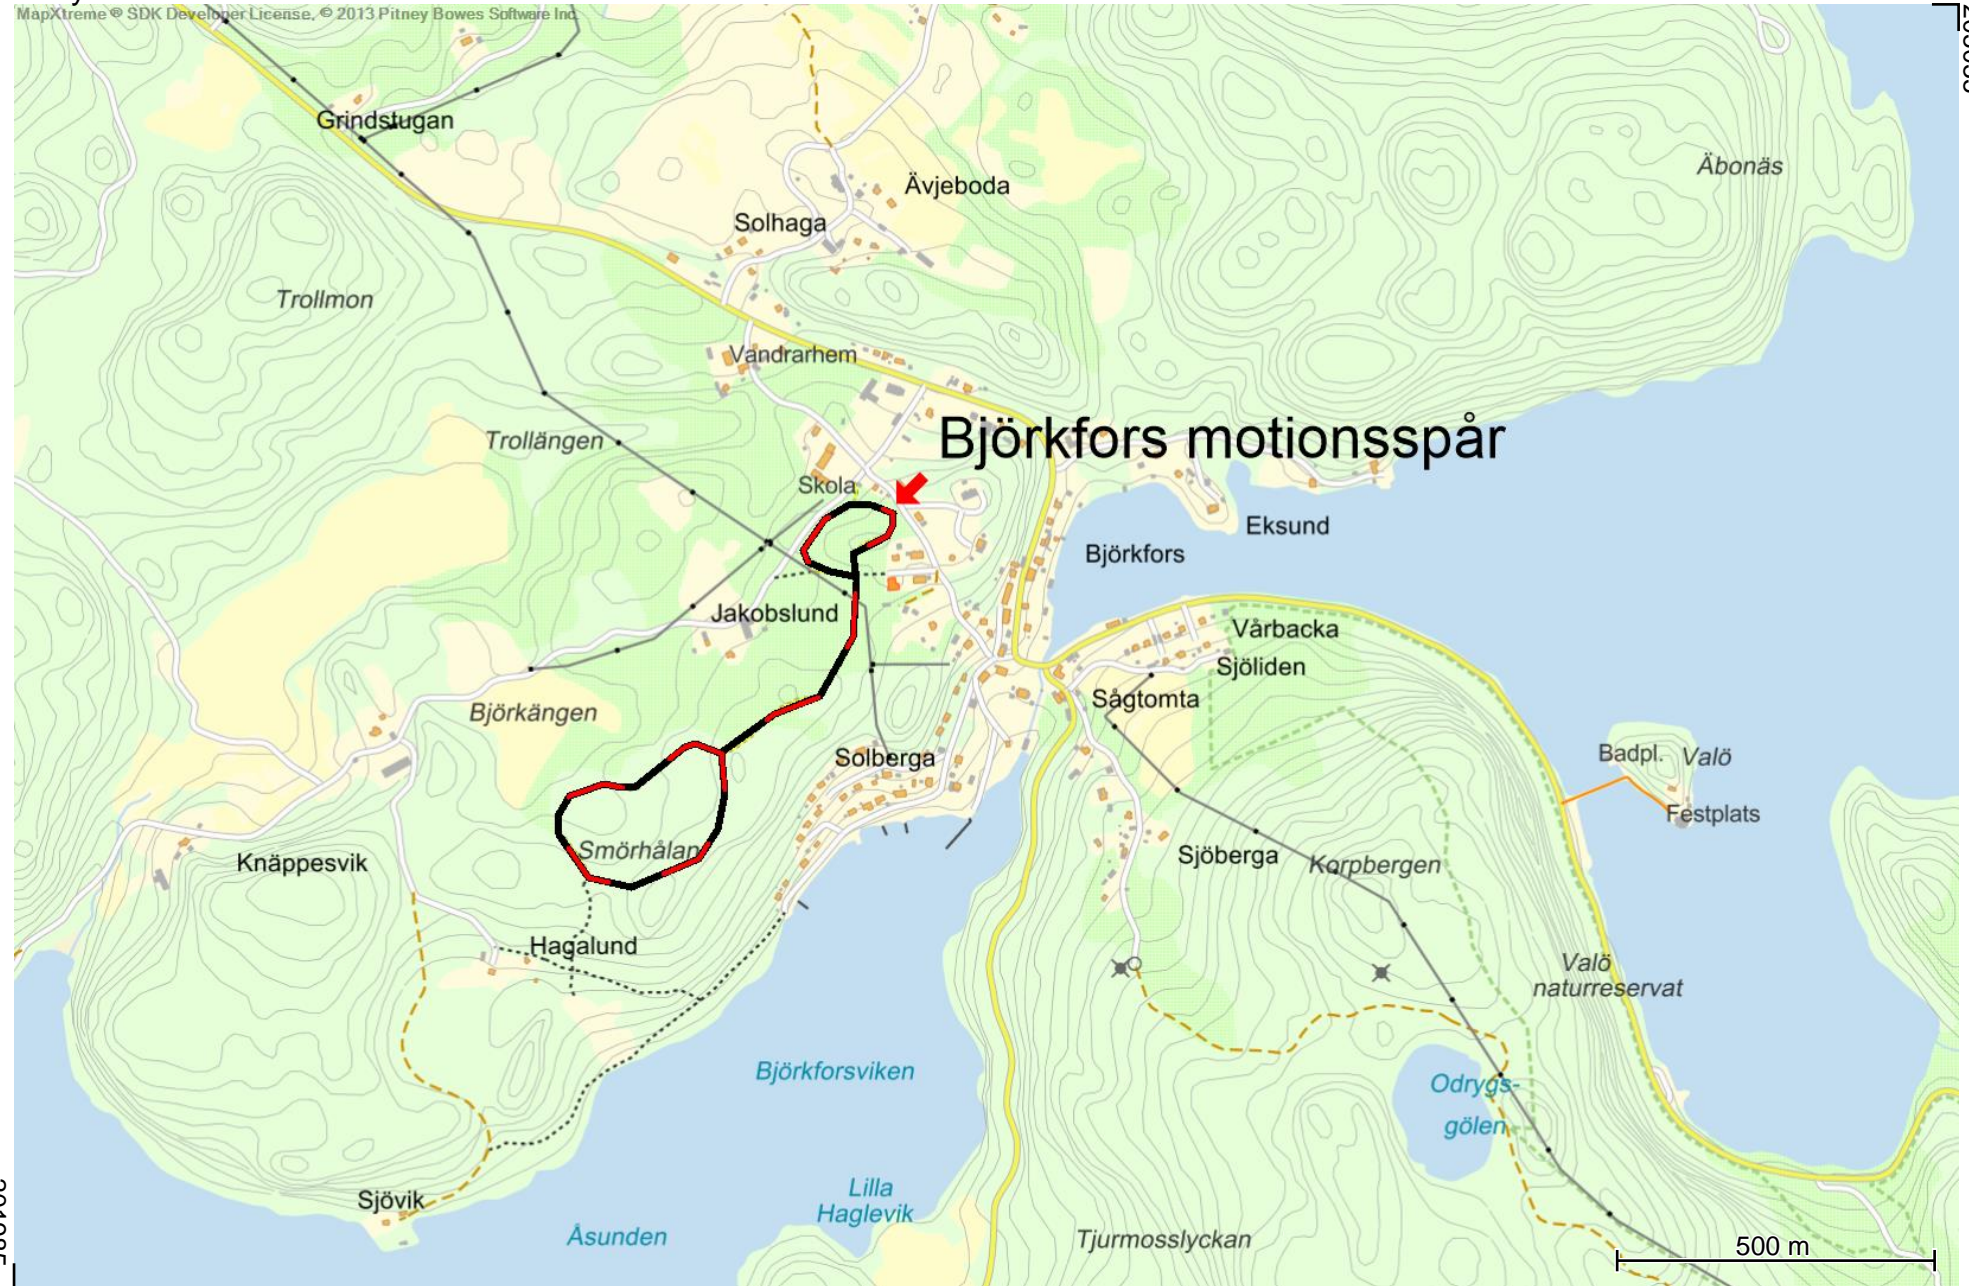 MapXtreme ® SDK Developer License, © 2013 Pitney Bowes Software Inc.
Grindstugan
Äbonäs
Ävjeboda
Solhaga
Trollmon
Vandrarhem
Björkfors motionsspår
Trollängen
Skola
Eksund
Björkfors
Jakobslund
Vårbacka
Sjöliden
Sågtomta
Björkängen
Solberga
Badpl.
Valö
Festplats
Smörhålan
Sjöberga
Knäppesvik
Korpbergen
Hagalund
Valö
naturreservat
Björkforsviken
Odrygs-
gölen
Lilla
Haglevik
Sjövik
Åsunden
Tjurmosslyckan
500 m